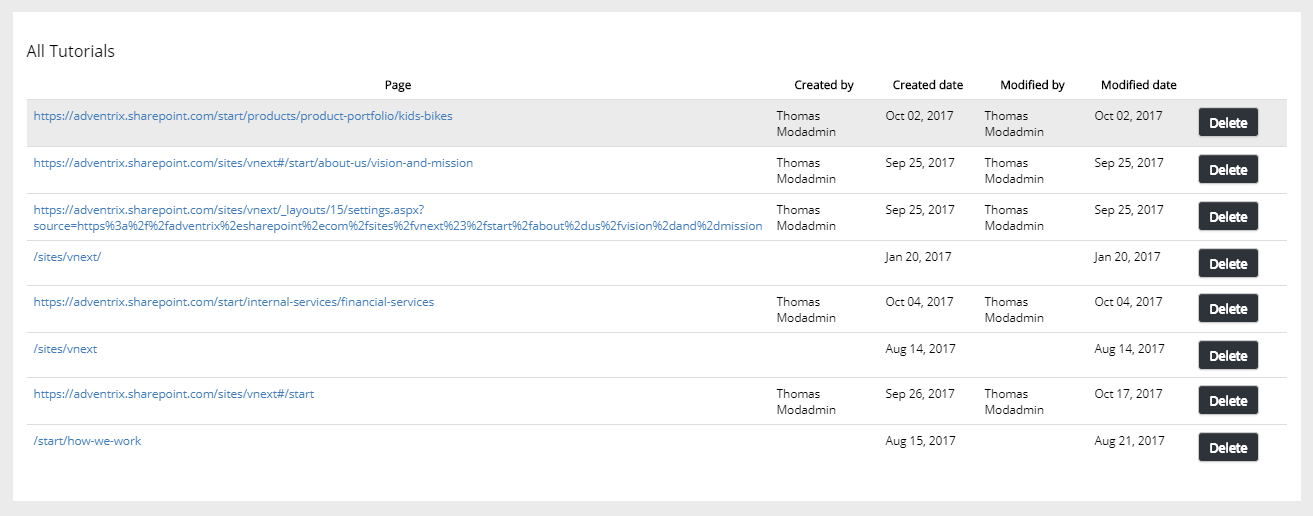 All Tutorials
Page Created by Created date Modified by Modified date
https://adventrix.sharepoint.com/start/products/product-portfolio/kids-bikes Thomas Modadmin Oct 02, 2017 Thomas Modadmin Oct 02, 2017 Delete
https://adventrix.sharepoint.com/sites/vnext#/start/about-us/vision-and-mission Thomas Modadmin Sep 25, 2017 Thomas Modadmin Sep 25, 2017 Delete
https://adventrix.sharepoint.com/sites/vnext/_layouts/15/settings.aspx?
source=https%3a%2f%2fadventrix%2esharepoint%2ecom%2fsites%2fvnext%23%2fstart%2fabout%2dus%2fvision%2dand%2dmission Thomas Modadmin Sep 25, 2017 Thomas Modadmin Sep 25, 2017 Delete
/sites/vnext/ Jan 20, 2017 Jan 20, 2017 Delete
https://adventrix.sharepoint.com/start/internal-services/financial-services Thomas Modadmin Oct 04, 2017 Thomas Modadmin Oct 04, 2017 Delete
/sites/vnext Aug 14, 2017 Aug 14, 2017 Delete
https://adventrix.sharepoint.com/sites/vnext#/start Thomas Modadmin Sep 26, 2017 Thomas Modadmin Oct 17, 2017 Delete
/start/how-we-work Aug 15, 2017 Aug 21, 2017 Delete